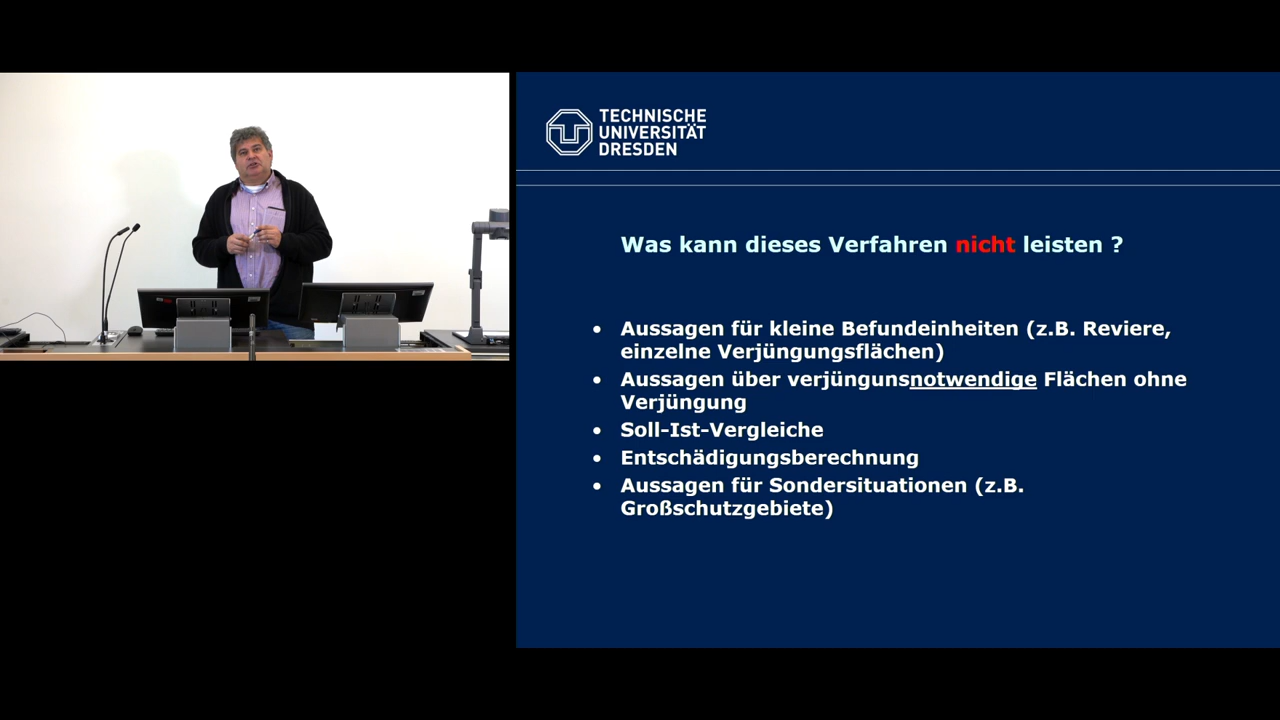 TECHNISCHE
UNIVERSITÄT
DRESDEN
Was kann dieses Verfahren nicht leisten ?
• Aussagen für kleine Befundeinheiten (z.B. Reviere,
einzelne Verjüngungsflächen)
• Aussagen über verjüngunsnotwendige Flächen ohne
Verjüngung
• Soll-Ist-Vergleiche
• Entschädigungsberechnung
• Aussagen für Sondersituationen (z.B.
Großschutzgebiete)